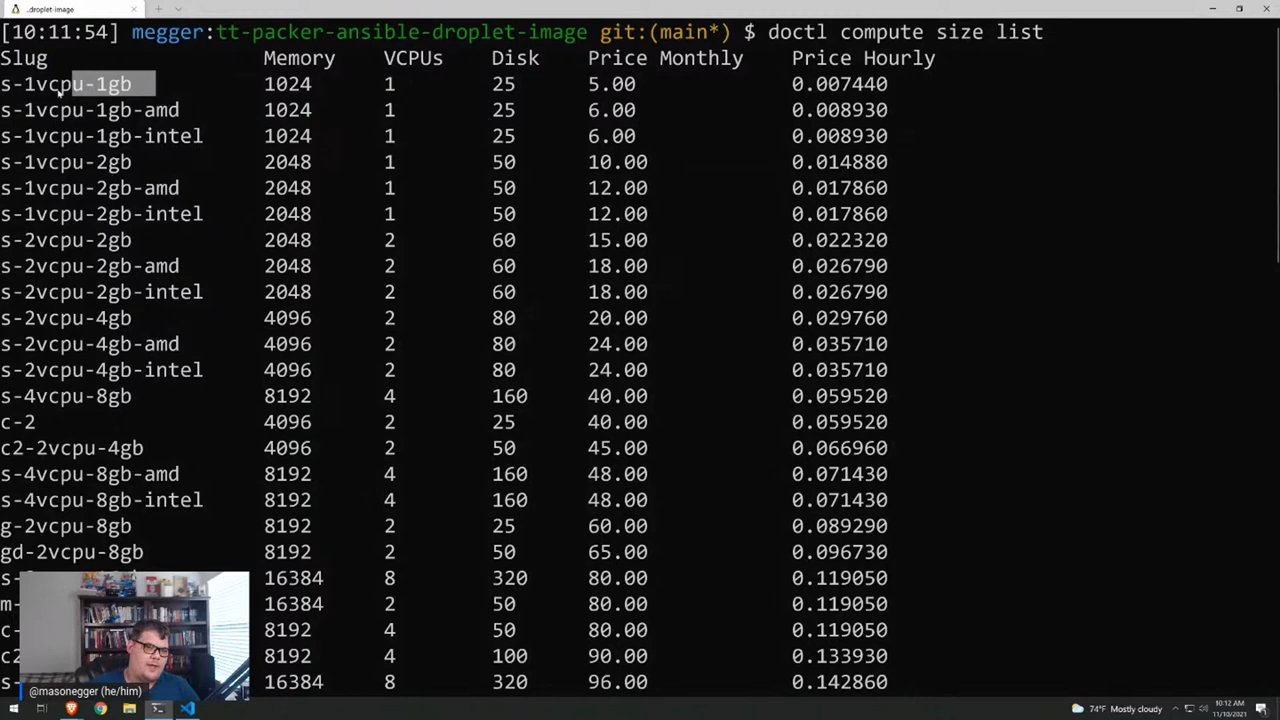 _droplet-image
[10:11:54] megger:tt-packer-ansible-droplet-image git:(main*) $ doctl compute size list
Slug Memory VCPUs Disk Price Monthly Price Hourly
s-1vcpu-1gb 1024 1 25 5.00 0.007440
s-1vcpu-1gb-amd 1024 1 25 6.00 0.008930
s-1vcpu-1gb-intel 1024 1 25 6.00 0.008930
s-1vcpu-2gb 2048 1 50 10.00 0.014880
s-1vcpu-2gb-amd 2048 1 50 12.00 0.017860
s-1vcpu-2gb-intel 2048 1 50 12.00 0.017860
s-2vcpu-2gb 2048 2 60 15.00 0.022320
s-2vcpu-2gb-amd 2048 2 60 18.00 0.026790
s-2vcpu-2gb-intel 2048 2 60 18.00 0.026790
s-2vcpu-4gb 4096 2 80 20.00 0.029760
s-2vcpu-4gb-amd 4096 2 80 24.00 0.035710
s-2vcpu-4gb-intel 4096 2 80 24.00 0.035710
s-4vcpu-8gb 8192 4 160 40.00 0.059520
c-2 4096 2 25 40.00 0.059520
c2-2vcpu-4gb 4096 2 50 45.00 0.066960
s-4vcpu-8gb-amd 8192 4 160 48.00 0.071430
s-4vcpu-8gb-intel 8192 4 160 48.00 0.071430
g-2vcpu-8gb 8192 2 25 60.00 0.089290
gd-2vcpu-8gb 8192 2 50 65.00 0.096730
s- 16384 8 320 80.00 0.119050
m- 16384 2 50 80.00 0.119050
c- 8192 4 50 80.00 0.119050
c2 8192 4 100 90.00 0.133930
s- 16384 8 320 96.00 0.142860
@masonegger (he/him)
74°F Mostly cloudy
10:12 AM
11/10/2021